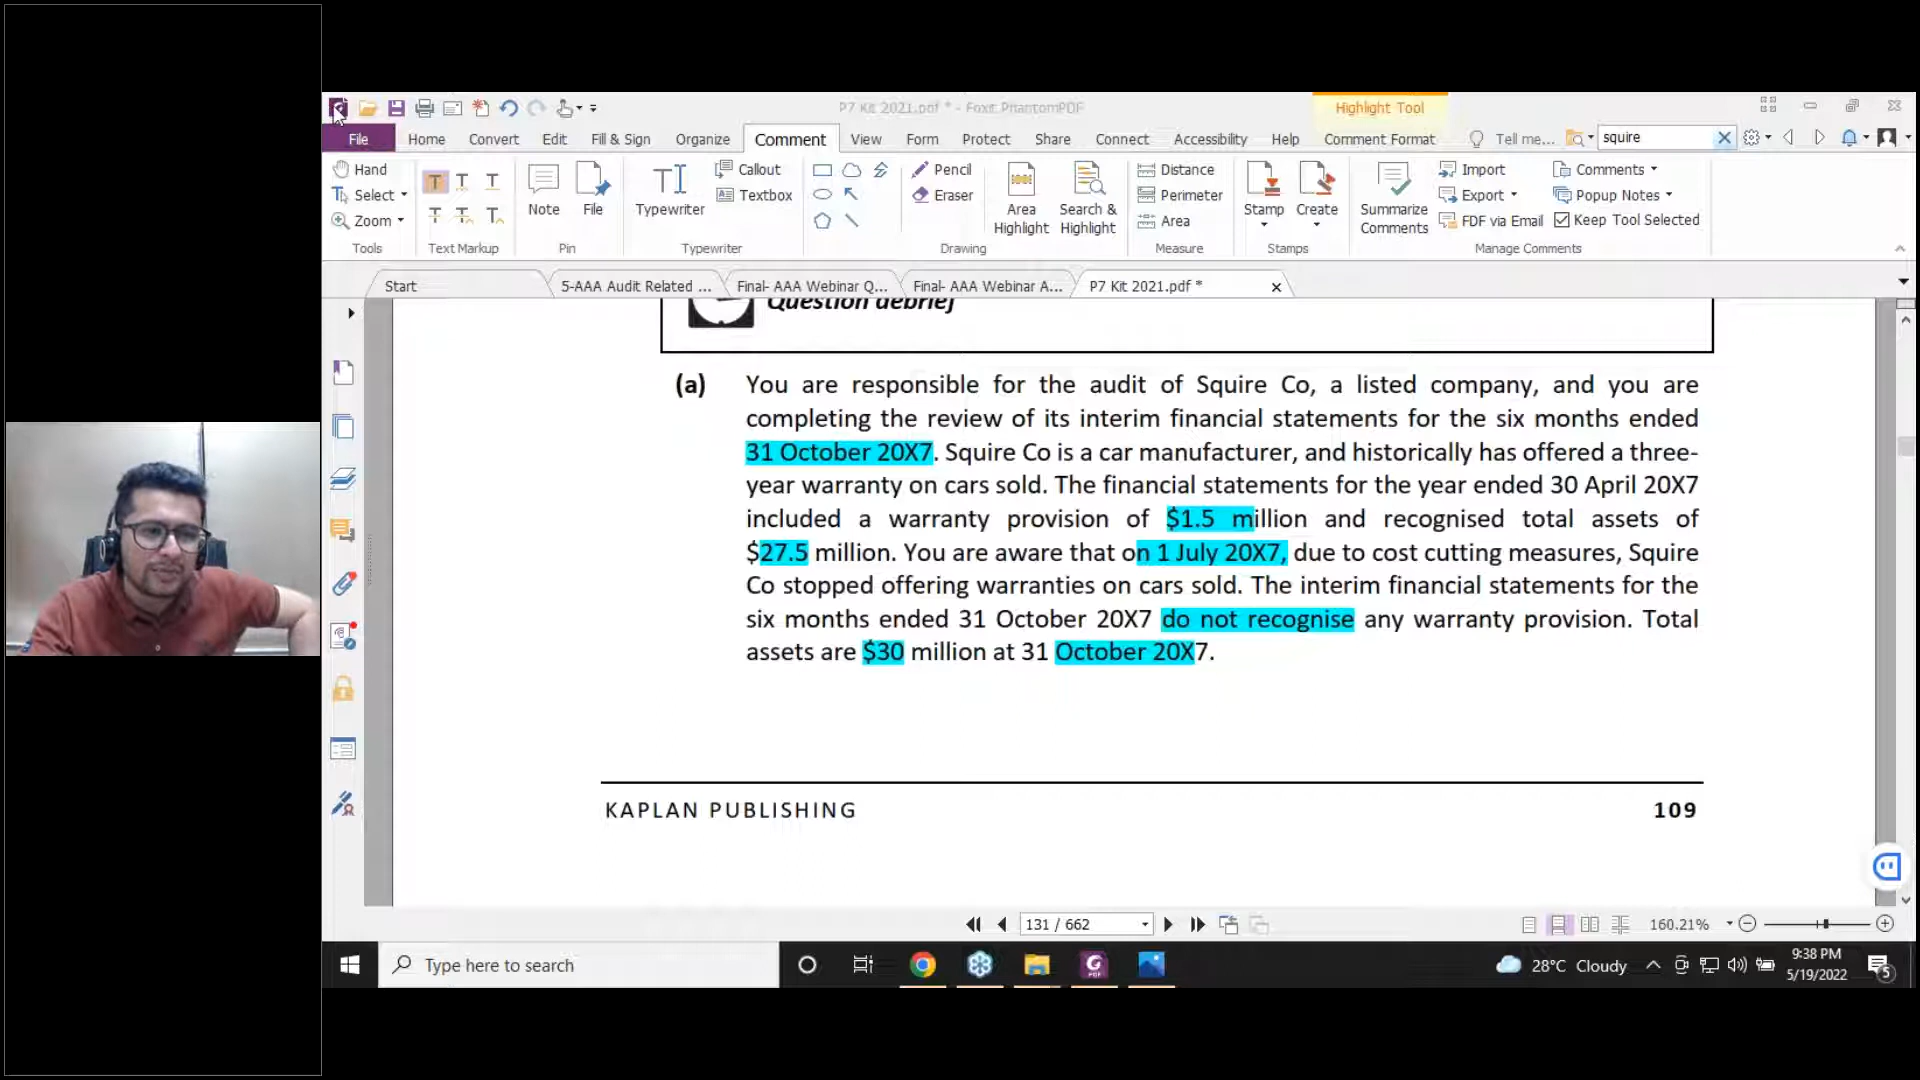 P7 Kit 2021.pdf * - Foxit PhantomPDF
Highlight Tool
File Home Convert Edit Fill & Sign Organize Comment View Form Protect Share Connect Accessibility Help Comment Format Tell me... squire
Hand
Select
Zoom
Tools
Text Markup
Note
File
Pin
Typewriter
Callout
Textbox
Typewriter
Pencil
Eraser
Area
Highlight
Search &
Highlight
Drawing
Distance
Perimeter
Area
Measure
Stamp
Create
Stamps
Summarize
Comments
Import
Export
FDF via Email
Comments
Popup Notes
Keep Tool Selected
Manage Comments
Start
5-AAA Audit Related ...
Final- AAA Webinar Q...
Final- AAA Webinar A...
P7 Kit 2021.pdf *
Question debrief
(a) You are responsible for the audit of Squire Co, a listed company, and you are
completing the review of its interim financial statements for the six months ended
31 October 20X7. Squire Co is a car manufacturer, and historically has offered a three-
year warranty on cars sold. The financial statements for the year ended 30 April 20X7
included a warranty provision of $1.5 million and recognised total assets of
$27.5 million. You are aware that on 1 July 20X7, due to cost cutting measures, Squire
Co stopped offering warranties on cars sold. The interim financial statements for the
six months ended 31 October 20X7 do not recognise any warranty provision. Total
assets are $30 million at 31 October 20X7.
KAPLAN PUBLISHING 109
131 / 662
160.21%
Type here to search
28°C Cloudy
9:38 PM
5/19/2022
5